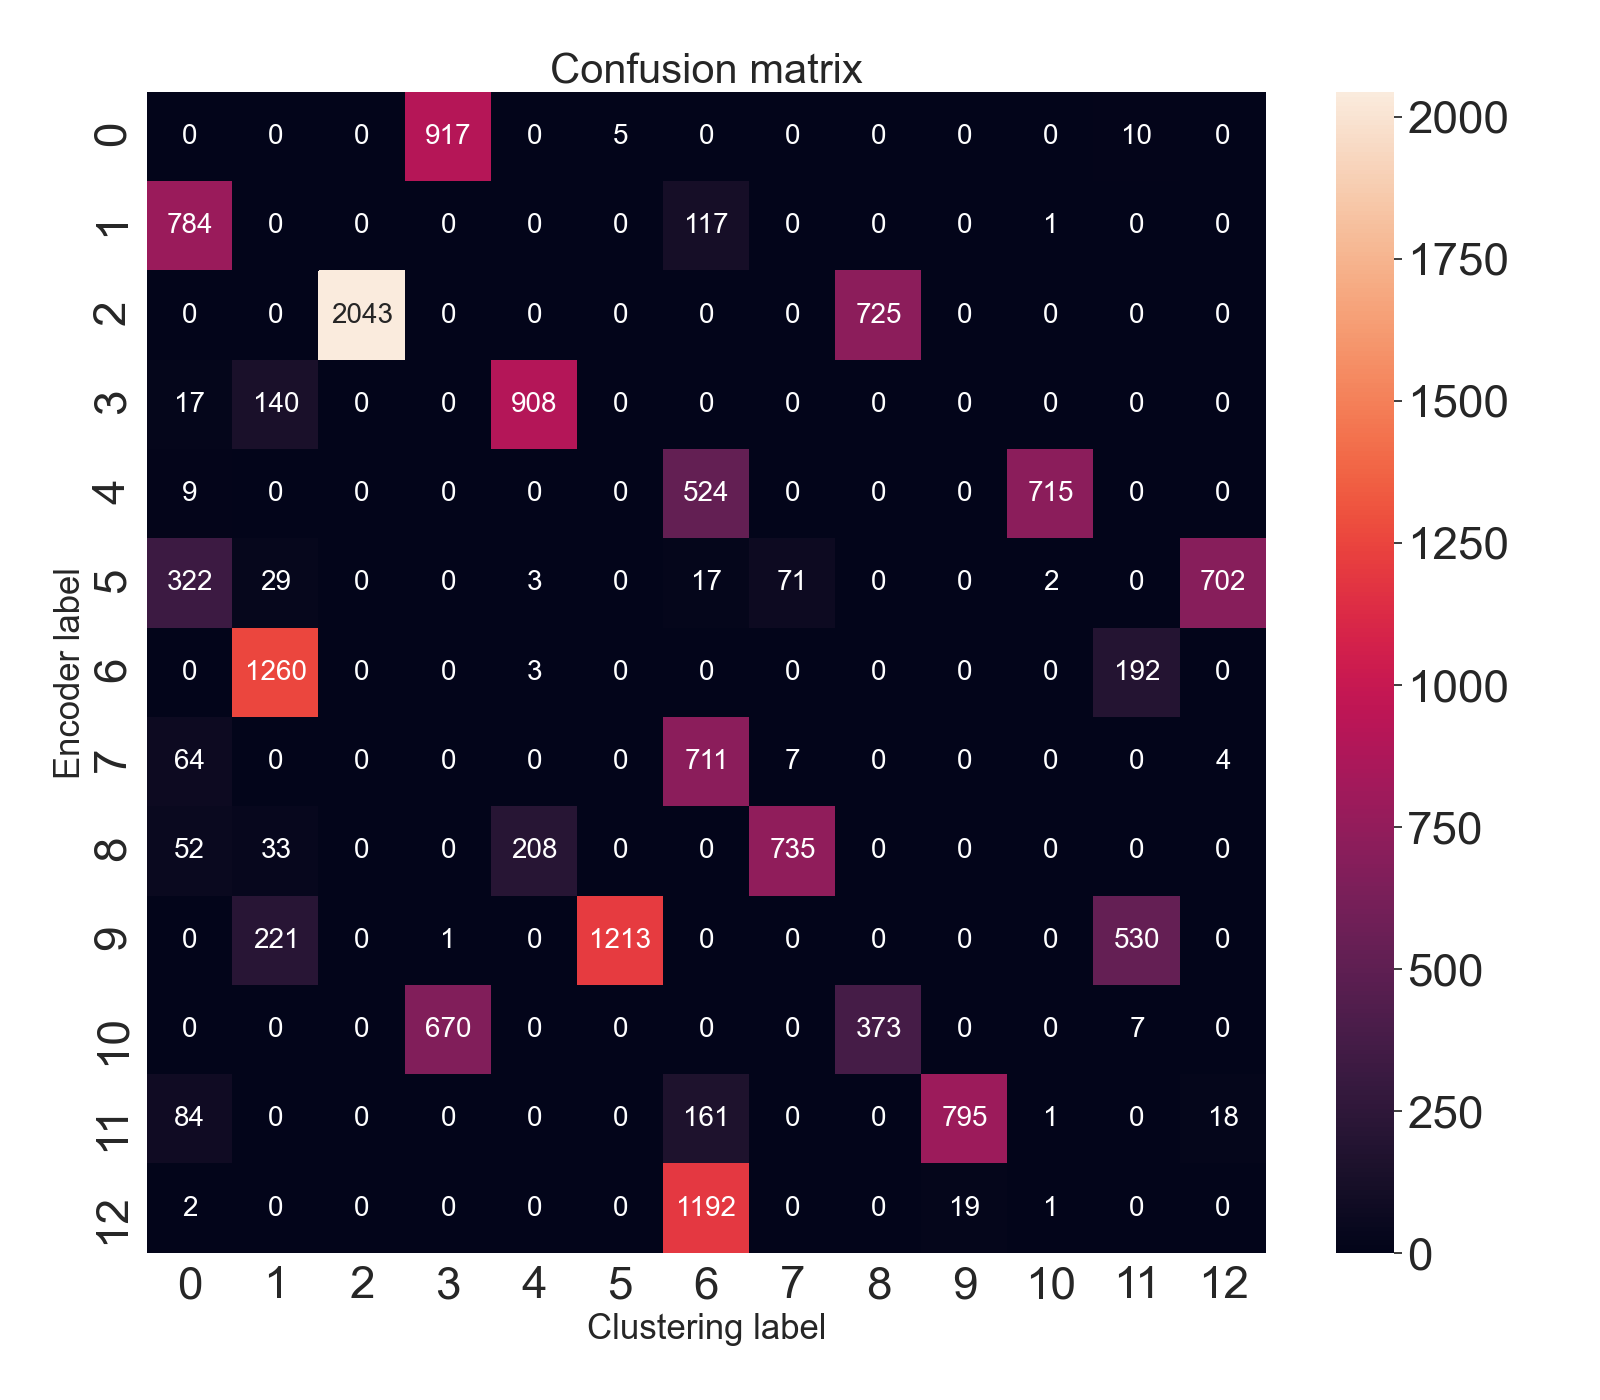 Confusion matrix
0 0 0 0 917 0 5 0 0 0 0 0 10 0
1 784 0 0 0 0 0 117 0 0 0 1 0 0
2 0 0 2043 0 0 0 0 0 725 0 0 0 0
3 17 140 0 0 908 0 0 0 0 0 0 0 0
4 9 0 0 0 0 0 524 0 0 0 715 0 0
5 322 29 0 0 3 0 17 71 0 0 2 0 702
6 0 1260 0 0 3 0 0 0 0 0 0 192 0
7 64 0 0 0 0 0 711 7 0 0 0 0 4
8 52 33 0 0 208 0 0 735 0 0 0 0 0
9 0 221 0 1 0 1213 0 0 0 0 0 530 0
10 0 0 0 670 0 0 0 0 373 0 0 7 0
11 84 0 0 0 0 0 161 0 0 795 1 0 18
12 2 0 0 0 0 0 1192 0 0 19 1 0 0
0 1 2 3 4 5 6 7 8 9 10 11 12
Clustering label
Encoder label
2000
1750
1500
1250
1000
750
500
250
0